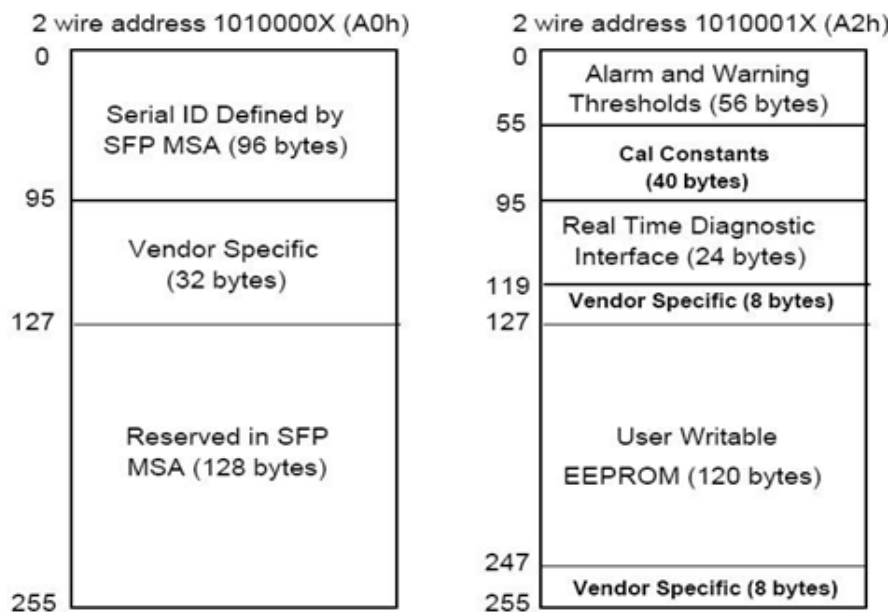 2 wire address 1010000X (A0h)
0
Serial ID Defined by
SFP MSA (96 bytes)
95
Vendor Specific
(32 bytes)
127
Reserved in SFP
MSA (128 bytes)
255
2 wire address 1010001X (A2h)
0
Alarm and Warning
Thresholds (56 bytes)
55
Cal Constants
(40 bytes)
95
Real Time Diagnostic
Interface (24 bytes)
119
Vendor Specific (8 bytes)
127
User Writable
EEPROM (120 bytes)
247
Vendor Specific (8 bytes)
255